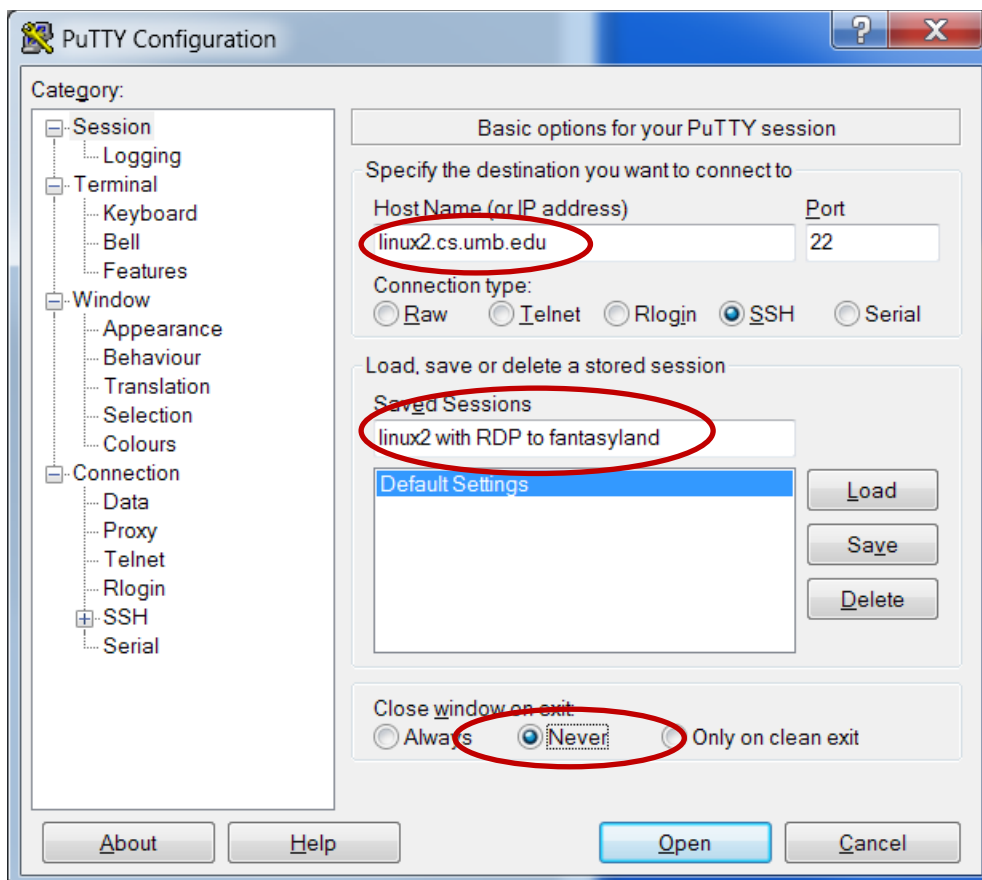 PuTTY Configuration
? X
Category:
Session
Logging
Terminal
Keyboard
Bell
Features
Window
Appearance
Behaviour
Translation
Selection
Colours
Connection
Data
Proxy
Telnet
Rlogin
SSH
Serial
Basic options for your PuTTY session
Specify the destination you want to connect to
Host Name (or IP address) Port
linux2.cs.umb.edu 22
Connection type:
Raw Telnet Rlogin SSH Serial
Load, save or delete a stored session
Saved Sessions
linux2 with RDP to fantasyland
Default Settings
Load
Save
Delete
Close window on exit:
Always Never Only on clean exit
About Help Open Cancel